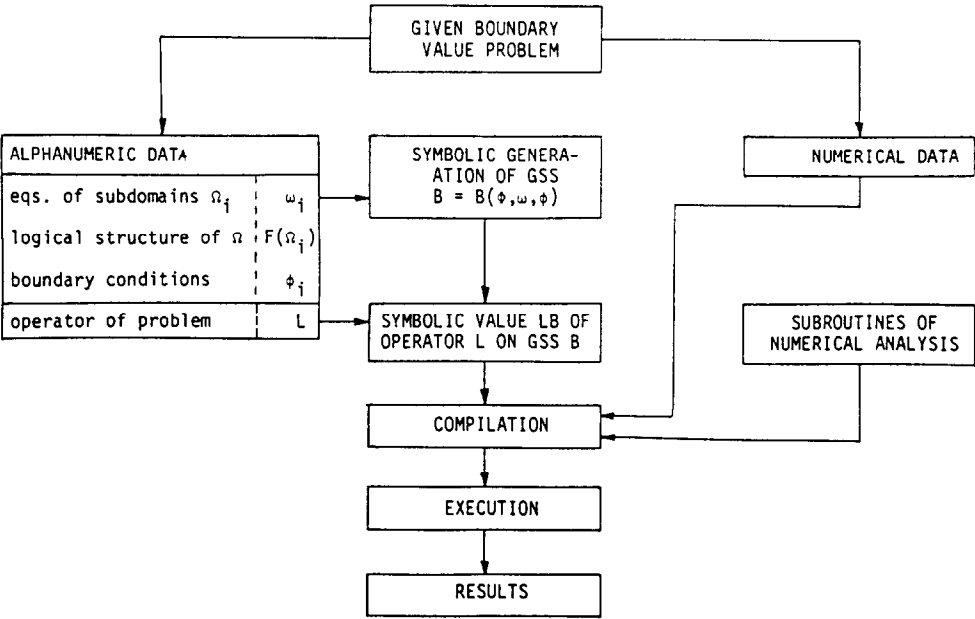 GIVEN BOUNDARY
VALUE PROBLEM
ALPHANUMERIC DATA
eqs. of subdomains Ωi ωi
logical structure of Ω F(Ωi)
boundary conditions ϕi
operator of problem L
SYMBOLIC GENERA-
ATION OF GSS
B = B(Φ,ω,ϕ)
NUMERICAL DATA
SYMBOLIC VALUE LB OF
OPERATOR L ON GSS B
SUBROUTINES OF
NUMERICAL ANALYSIS
COMPILATION
EXECUTION
RESULTS